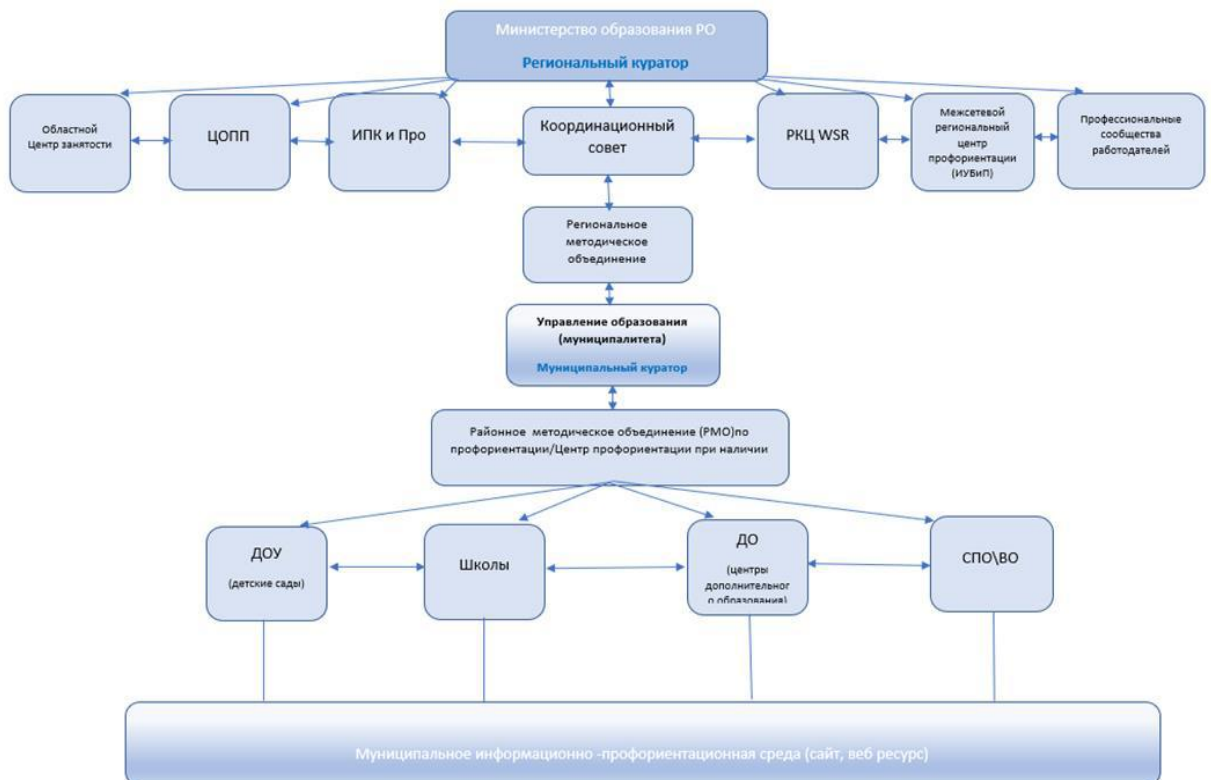 Министерство образования РО
Региональный куратор
Областной
Центр занятости
ЦОПП
ИПК и Про
Координационный
совет
РКЦ WSR
Межсетевой
региональный
центр
профориентации
(ИУБиП)
Профессиональные
сообщества
работодателей
Региональное
методическое
объединение
Управление образования
(муниципалитета)
Муниципальный куратор
Районное методическое объединение (РМО)по
профориентации/Центр профориентации при наличии
ДОУ
(детские сады)
Школы
ДО
(центры
дополнительног
о образования)
СПО\ВО
Муниципальное информационно -профориентационная среда (сайт, веб ресурс)